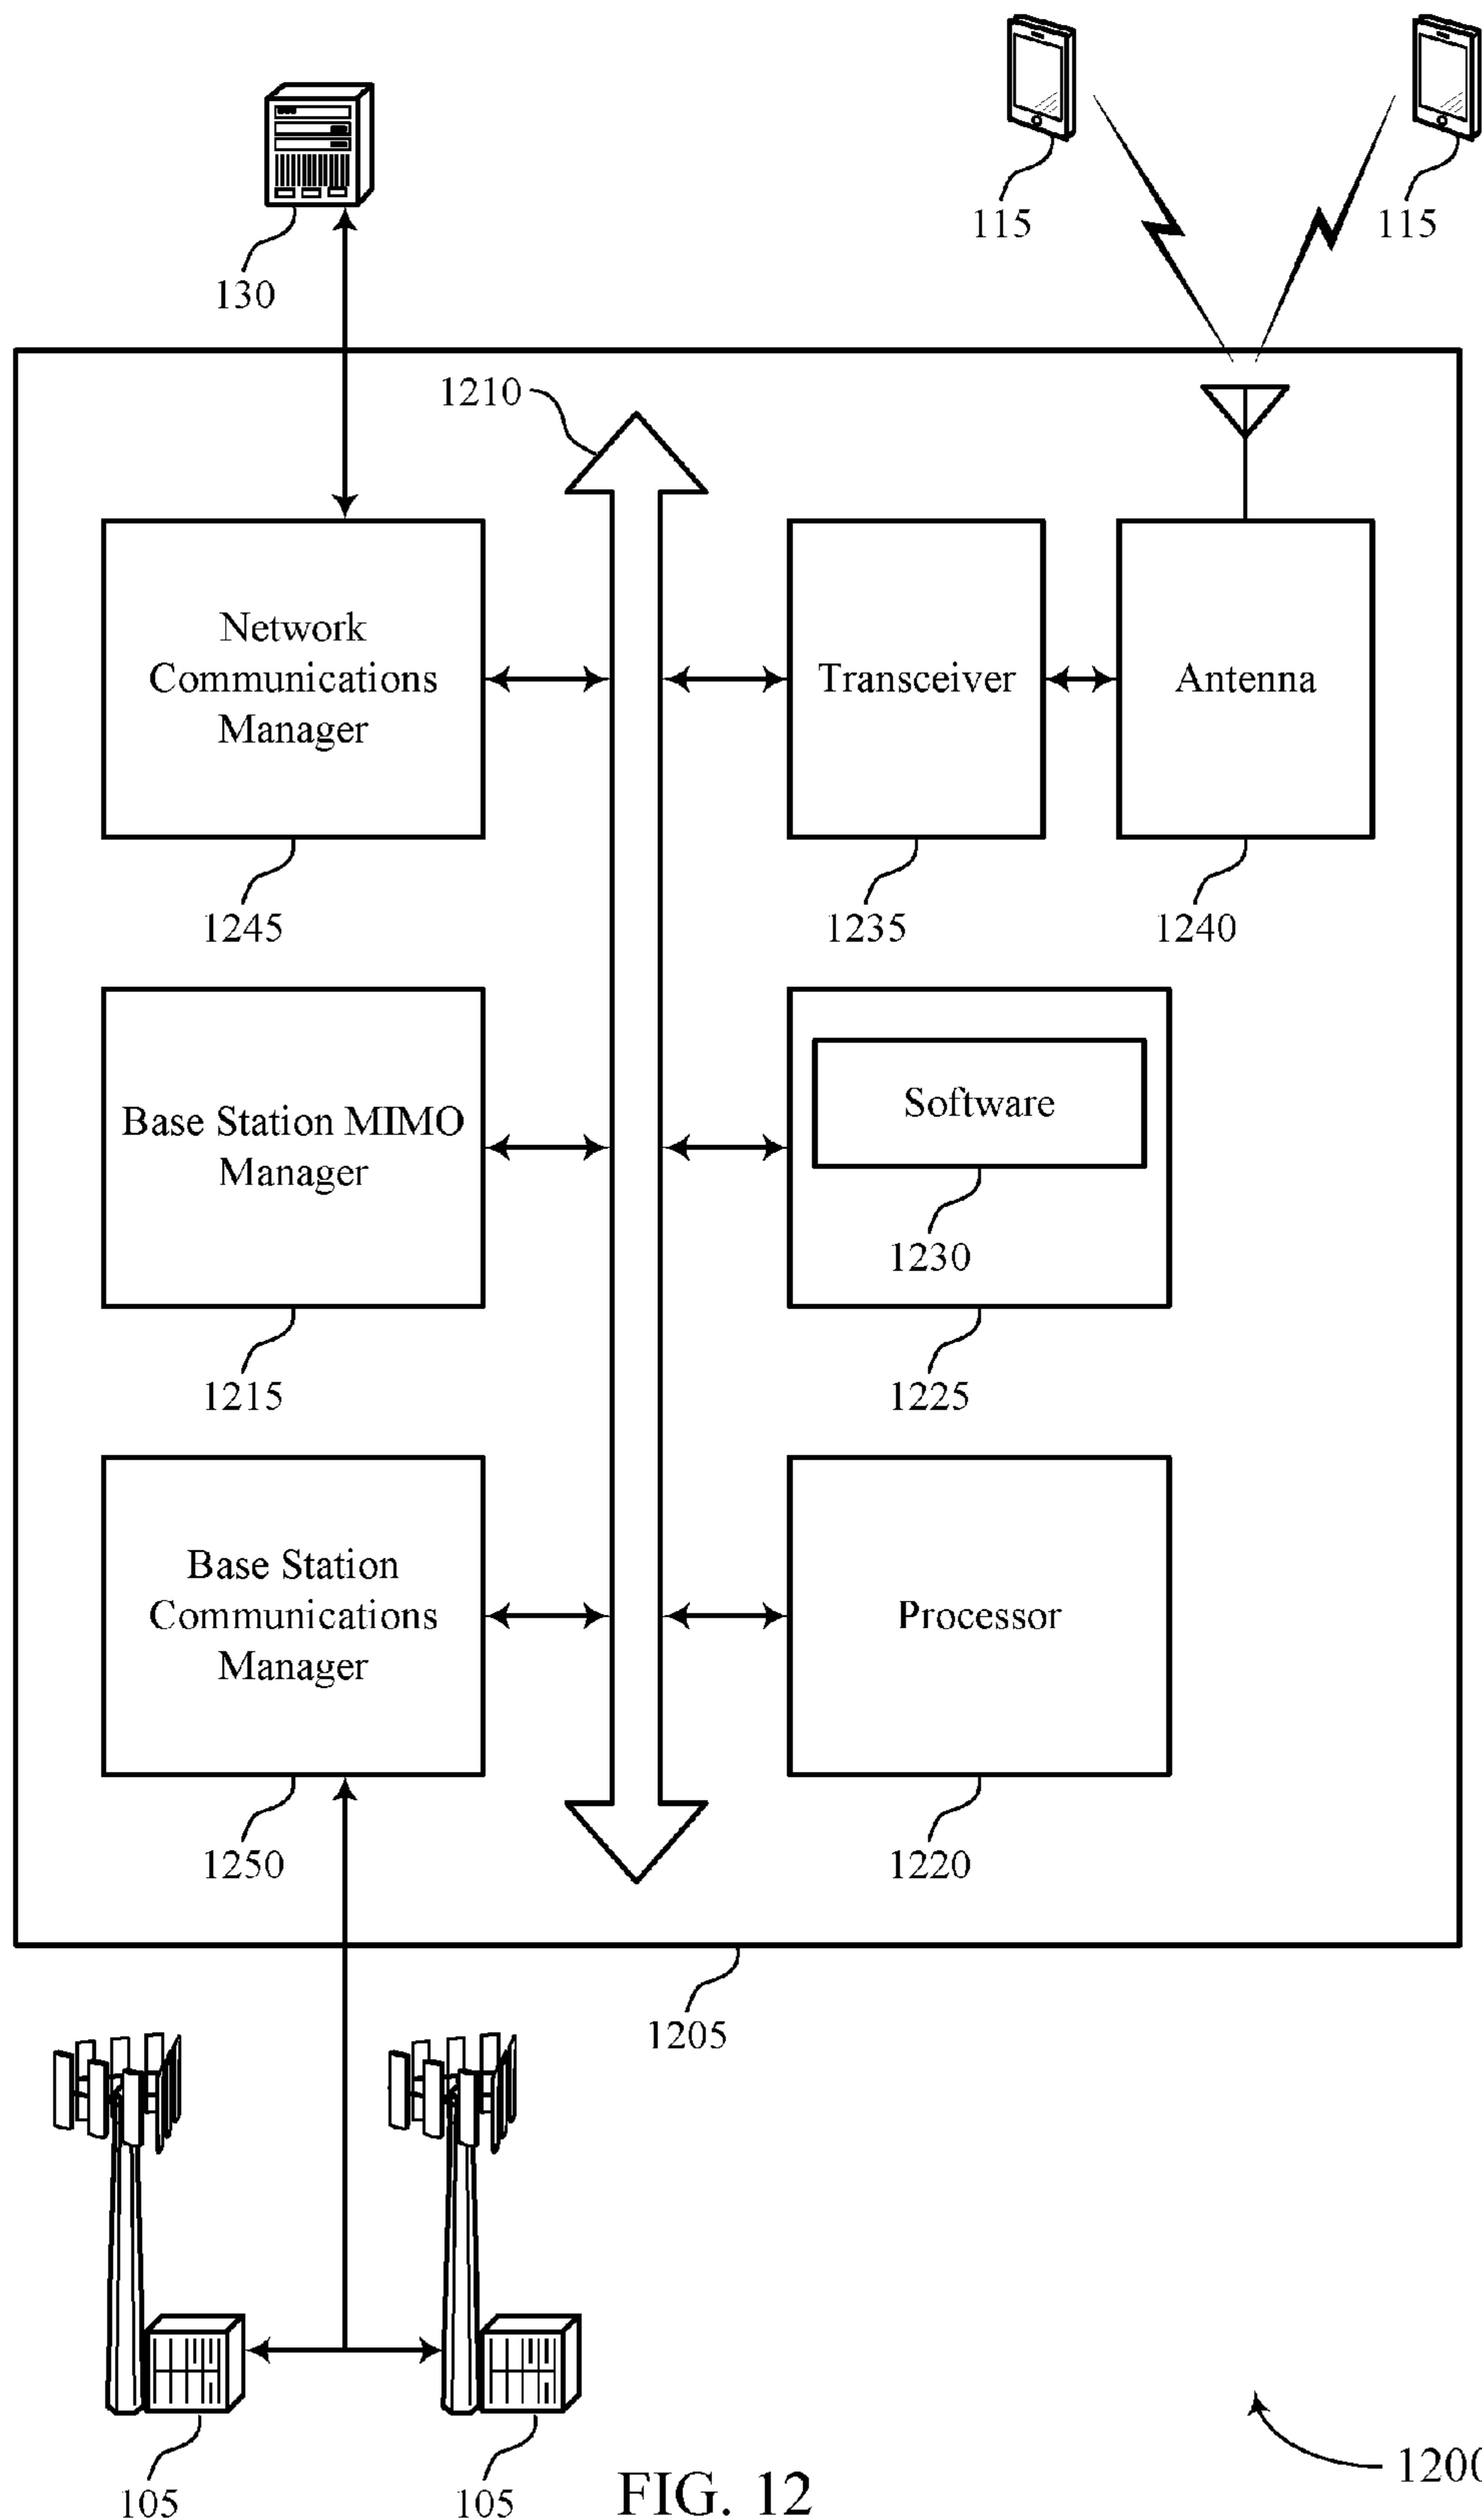 115
115
130
1210
Network
Communications
Manager
Transceiver
Antenna
1245
1235
1240
Base Station MIMO
Manager
Software
1230
1215
1225
Base Station
Communications
Manager
Processor
1250
1220
1205
1200
105
105
FIG. 12